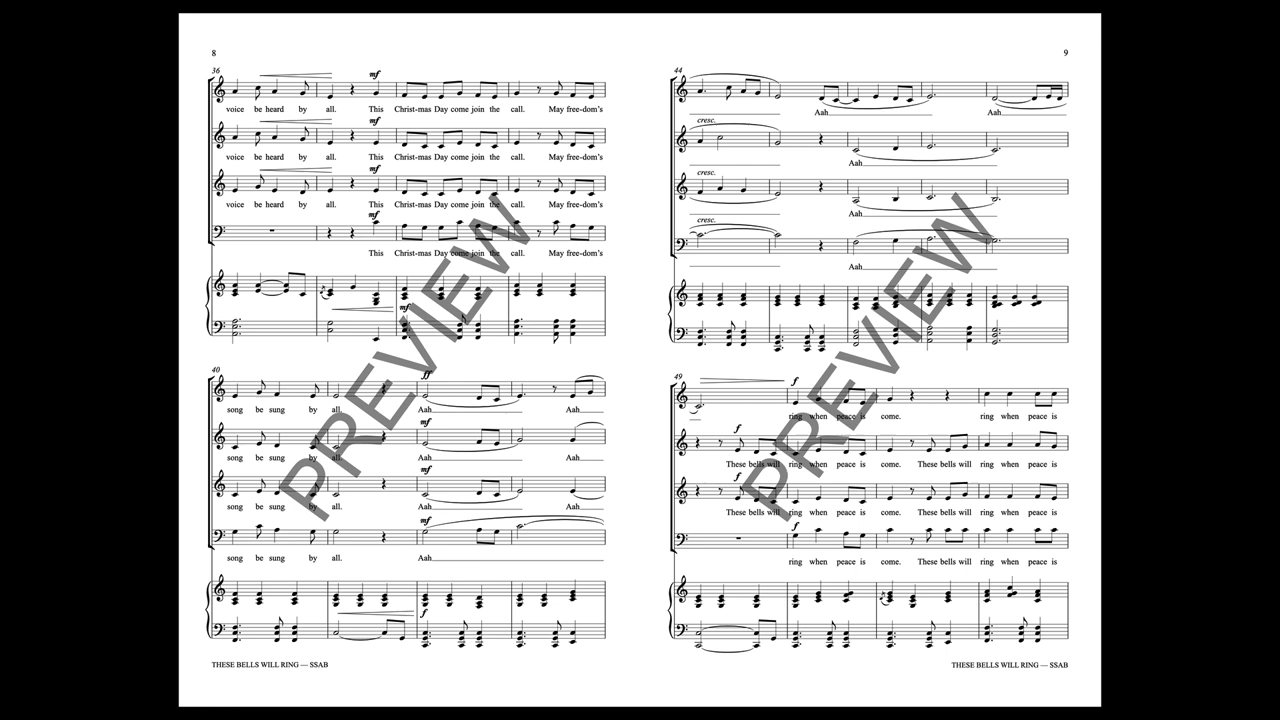 8
36
mf
voice be heard by all. This Christ-mas Day come join the call. May free-dom's
mf
voice be heard by all. This Christ-mas Day come join the call. May free-dom's
mf
voice be heard by all. This Christ-mas Day come join the call. May free-dom's
mf
This Christ-mas Day come join the call. May free-dom's
mf
40
ff
song be sung by all. Aah Aah
mf
song be sung by all. Aah Aah
mf
song be sung by all. Aah Aah
mf
song be sung by all. Aah
f
THESE BELLS WILL RING — SSAB
PREVIEW
9
44
Aah Aah
cresc.
Aah
cresc.
Aah
cresc.
Aah
49
f
ring when peace is come. ring when peace is
f
These bells will ring when peace is come. These bells will ring when peace is
f
These bells will ring when peace is come. These bells will ring when peace is
f
ring when peace is come. These bells will ring when peace is
THESE BELLS WILL RING — SSAB
PREVIEW